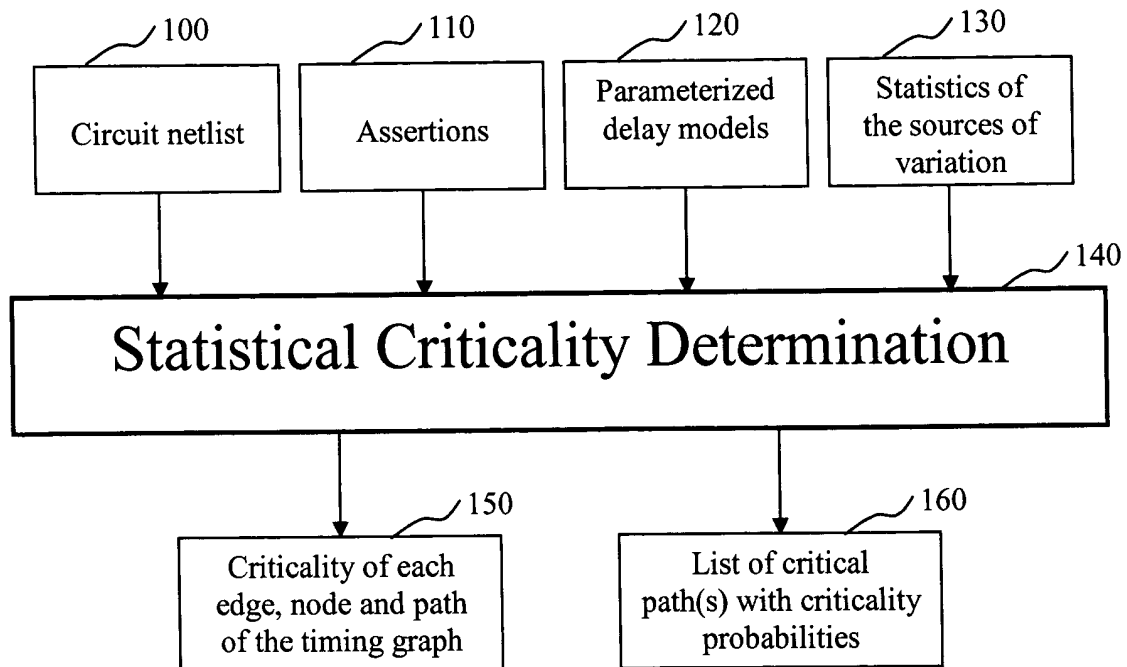 100
110
120
130
Circuit netlist
Assertions
Parameterized
delay models
Statistics of
the sources of
variation
140
Statistical Criticality Determination
150
160
Criticality of each
edge, node and path
of the timing graph
List of critical
path(s) with criticality
probabilities